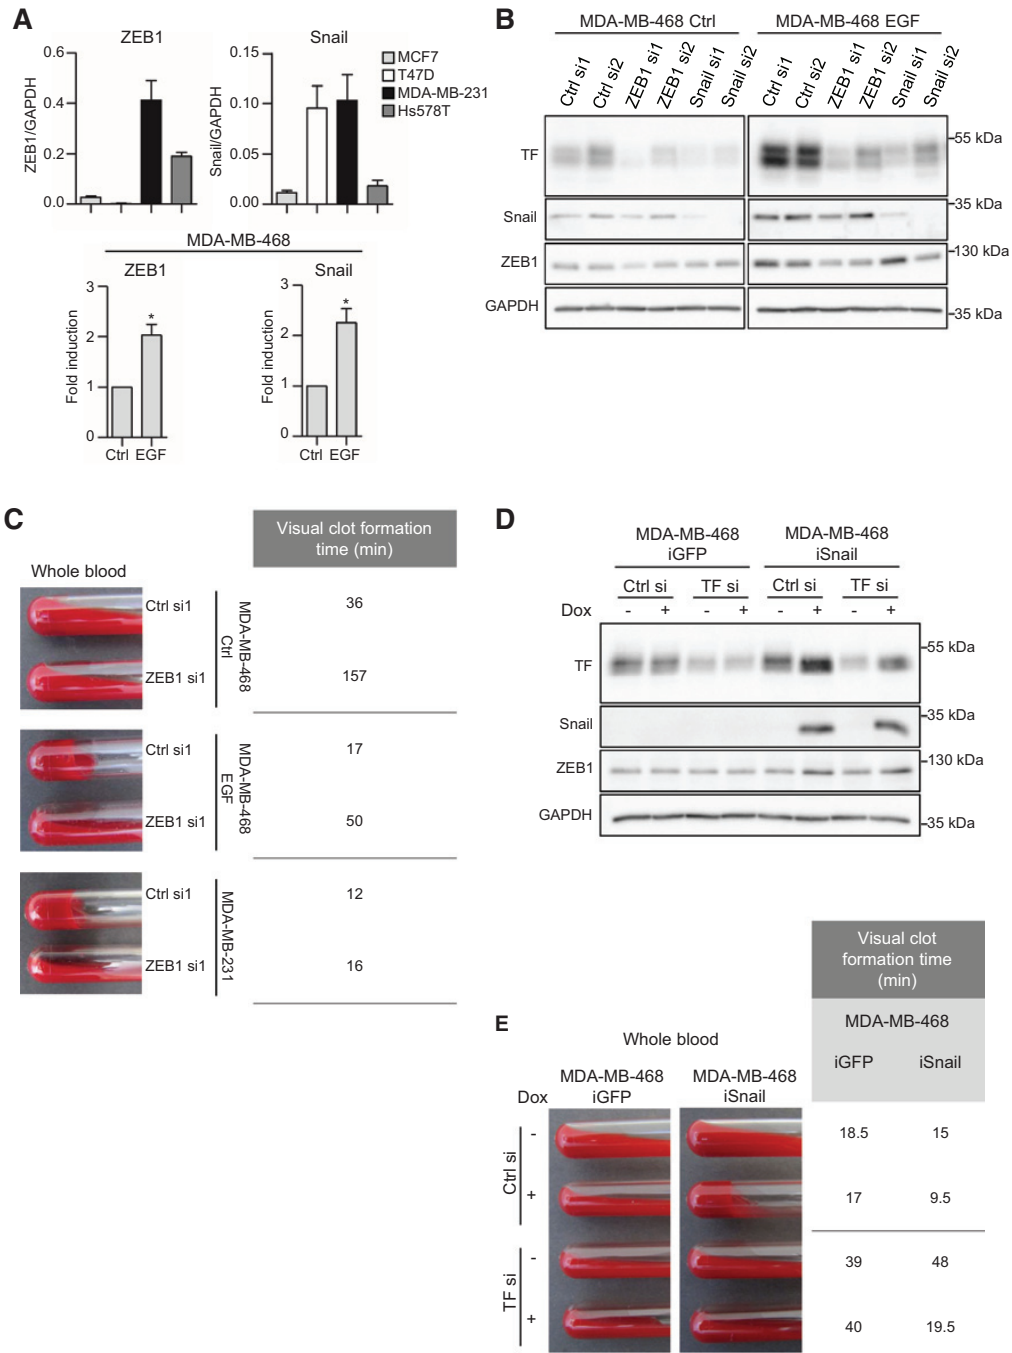 A
ZEB1
Snail
ZEB1/GAPDH
0.6
0.4
0.2
0.0
Snail/GAPDH
0.15
0.10
0.05
0.00
MCF7
T47D
MDA-MB-231
Hs578T
MDA-MB-468
ZEB1
Snail
Fold induction
3
2
1
0
*
Ctrl EGF
Fold induction
3
2
1
0
*
Ctrl EGF
B
MDA-MB-468 Ctrl
MDA-MB-468 EGF
Ctrl si1
Ctrl si2
ZEB1 si1
ZEB1 si2
Snail si1
Snail si2
Ctrl si1
Ctrl si2
ZEB1 si1
ZEB1 si2
Snail si1
Snail si2
TF
55 kDa
Snail
35 kDa
ZEB1
130 kDa
GAPDH
35 kDa
C
Visual clot formation
time (min)
Whole blood
Ctrl si1
36
ZEB1 si1
157
MDA-MB-468
Ctrl
Ctrl si1
17
ZEB1 si1
50
MDA-MB-468
EGF
Ctrl si1
12
ZEB1 si1
16
MDA-MB-231
D
MDA-MB-468
iGFP
MDA-MB-468
iSnail
Ctrl si
TF si
Ctrl si
TF si
Dox - + - + - + - +
TF
55 kDa
Snail
35 kDa
ZEB1
130 kDa
GAPDH
35 kDa
E
Visual clot
formation time
(min)
MDA-MB-468
iGFP iSnail
Whole blood
Dox
MDA-MB-468
iGFP
MDA-MB-468
iSnail
Ctrl si
- 18.5 15
+ 17 9.5
TF si
- 39 48
+ 40 19.5